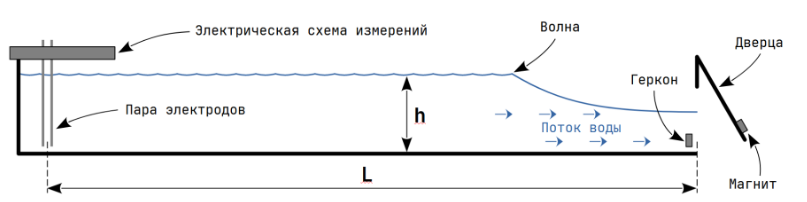 Электрическая схема измерений
Волна
Дверца
Геркон
Пара электродов
h
Поток воды
L
Магнит